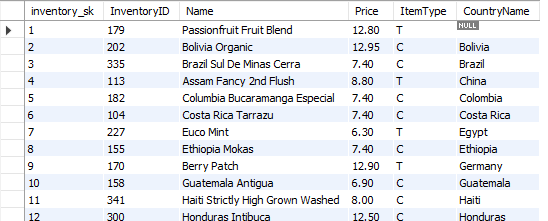 inventory_sk InventoryID Name Price ItemType CountryName
1 179 Passionfruit Fruit Blend 12.80 T NULL
2 202 Bolivia Organic 12.95 C Bolivia
3 335 Brazil Sul De Minas Cerra 7.40 C Brazil
4 113 Assam Fancy 2nd Flush 8.80 T China
5 182 Columbia Bucaramanga Especial 7.40 C Colombia
6 104 Costa Rica Tarrazu 7.40 C Costa Rica
7 227 Euco Mint 6.30 T Egypt
8 155 Ethiopia Mokas 7.40 C Ethiopia
9 170 Berry Patch 12.90 T Germany
10 158 Guatemala Antigua 6.90 C Guatemala
11 341 Haiti Strictly High Grown Washed 8.00 C Haiti
12 300 Honduras Intibuca 12.50 C Honduras